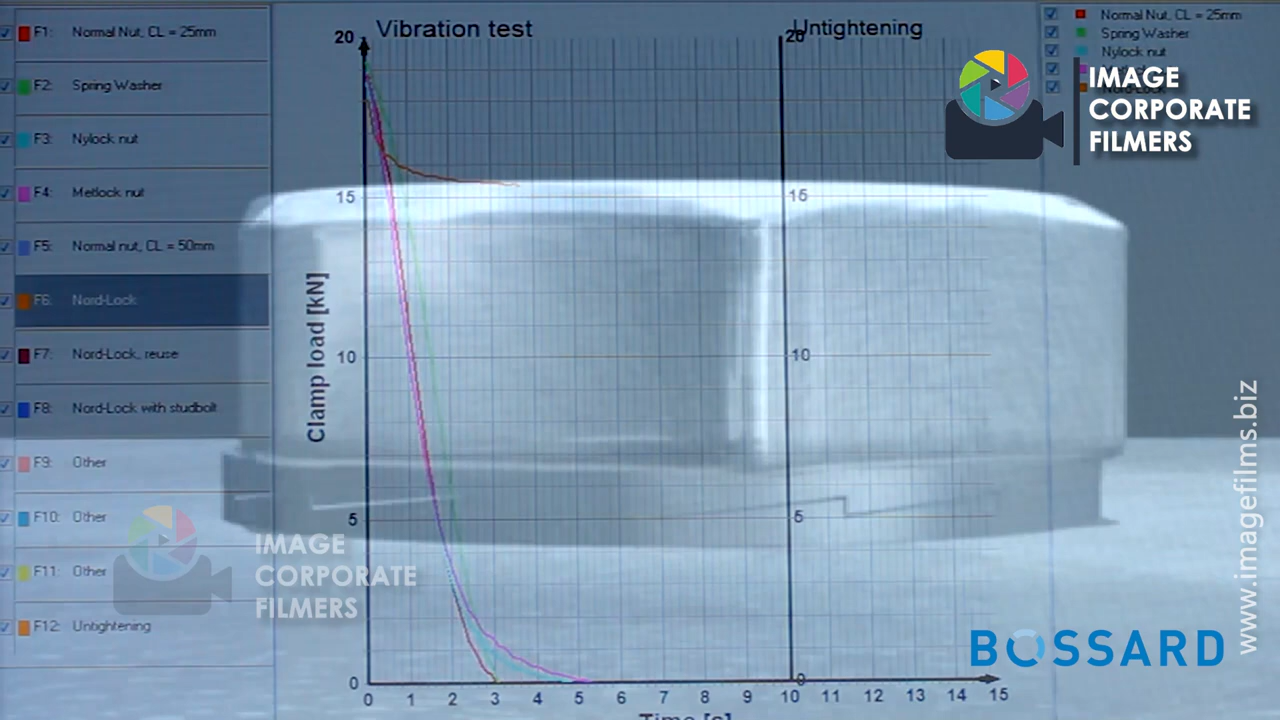 F1: Normal Nut, CL = 25mm
F2: Spring Washer
F3: Nylock nut
F4: Metlock nut
F5: Normal nut, CL = 50mm
F6: Nord-Lock
F7: Nord-Lock, reuse
F8: Nord-Lock with studbolt
F9: Other
F10: Other
F11: Other
F12: Untightening
Vibration test
Untightening
20
15
10
5
0
Clamp load [kN]
20
15
10
5
0
0 1 2 3 4 5 6 7 8 9 10 11 12 13 14 15
Time [s]
Normal Nut, CL = 25mm
Spring Washer
Nylock nut
Nord-Lock
IMAGE
CORPORATE
FILMERS
IMAGE
CORPORATE
FILMERS
www.imagefilms.biz
BOSSARD